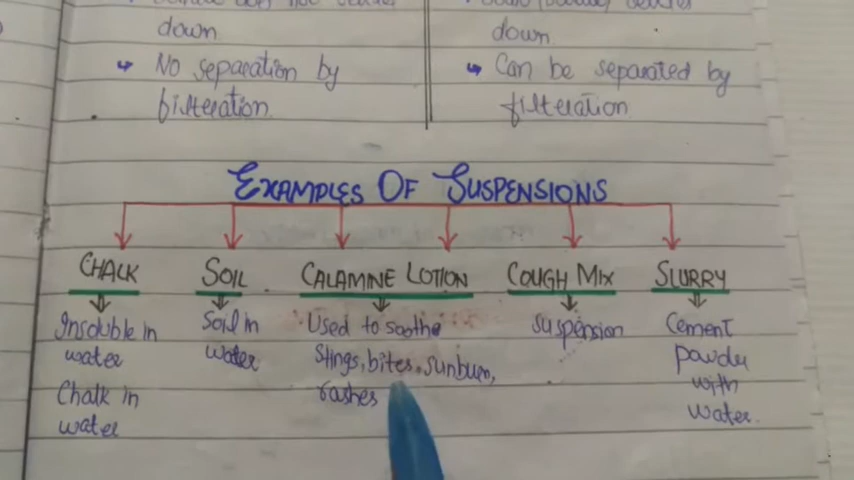 down.
down.
↪ No separation by
filteration.
↪ Can be separated by
filteration
EXAMPLES OF SUSPENSIONS
CHALK
Insoluble in
water
Chalk in
water
SOIL
Soil in
water
CALAMINE LOTION
Used to soothe
Stings, bites, sunburn,
rashes
COUGH MIX
suspension
SLURRY
Cement
powder
with
water.